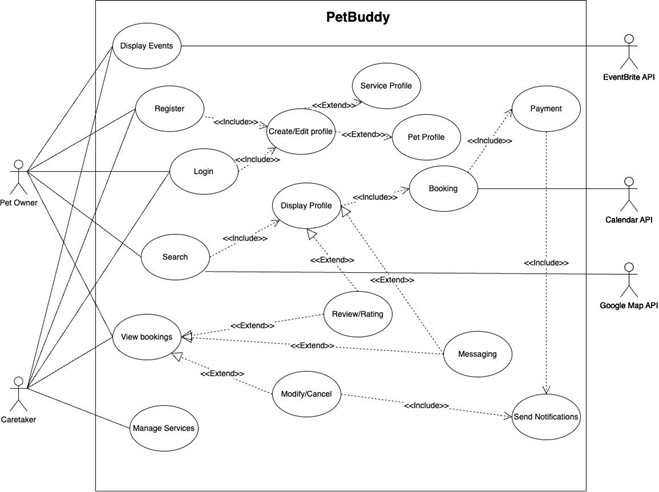 PetBuddy
Display Events
EventBrite API
Service Profile
<<Extend>>
Register
Payment
<<Include>>
Create/Edit profile
<<Extend>>
Pet Profile
<<Include>>
<<Include>>
Login
Pet Owner
Display Profile
<<Include>>
Booking
Calendar API
<<Include>>
Search
<<Extend>>
<<Include>>
<<Extend>>
Google Map API
Review/Rating
<<Extend>>
View bookings
<<Extend>>
Messaging
<<Extend>>
Modify/Cancel
<<Include>>
Caretaker
Send Notifications
Manage Services